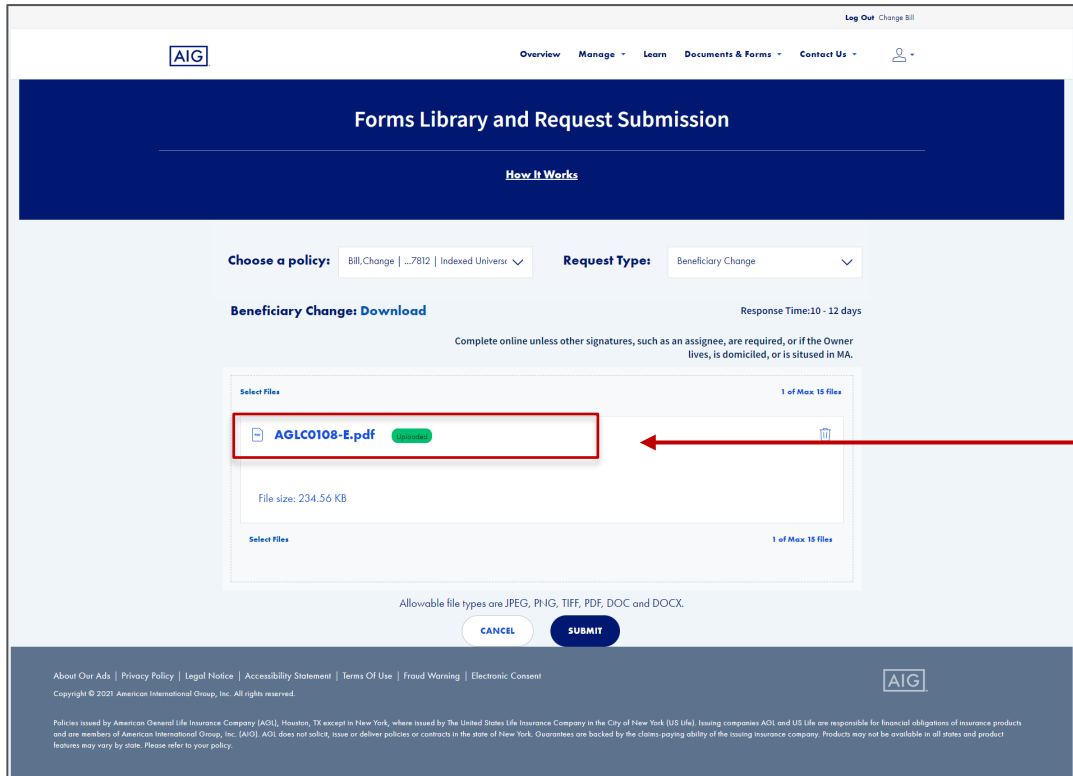 Log Out Change Bill
AIG
Overview Manage Learn Documents & Forms Contact Us
Forms Library and Request Submission
How It Works
Choose a policy: Bill,Change | ...7812 | Indexed Universa Request Type: Beneficiary Change
Beneficiary Change: Download Response Time:10 - 12 days
Complete online unless other signatures, such as an assignee, are required, or if the Owner
lives, is domiciled, or is sitused in MA.
Select Files 1 of Max 15 files
AGLC0108-E.pdf Uploaded
File size: 234.56 KB
Select Files 1 of Max 15 files
Allowable file types are JPEG, PNG, TIFF, PDF, DOC and DOCX.
CANCEL SUBMIT
About Our Ads | Privacy Policy | Legal Notice | Accessibility Statement | Terms Of Use | Fraud Warning | Electronic Consent
AIG
Copyright © 2021 American International Group, Inc. All rights reserved.
Policies issued by American General Life Insurance Company (AGL), Houston, TX except in New York, where issued by The United States Life Insurance Company in the City of New York (US Life). Issuing companies AGL and US Life are responsible for financial obligations of insurance products
and are members of American International Group, Inc. (AIG). AGL does not solicit, issue or deliver policies or contracts in the state of New York. Guarantees are backed by the claims-paying ability of the issuing insurance company. Products may not be available in all states and product
features may vary by state. Please refer to your policy.